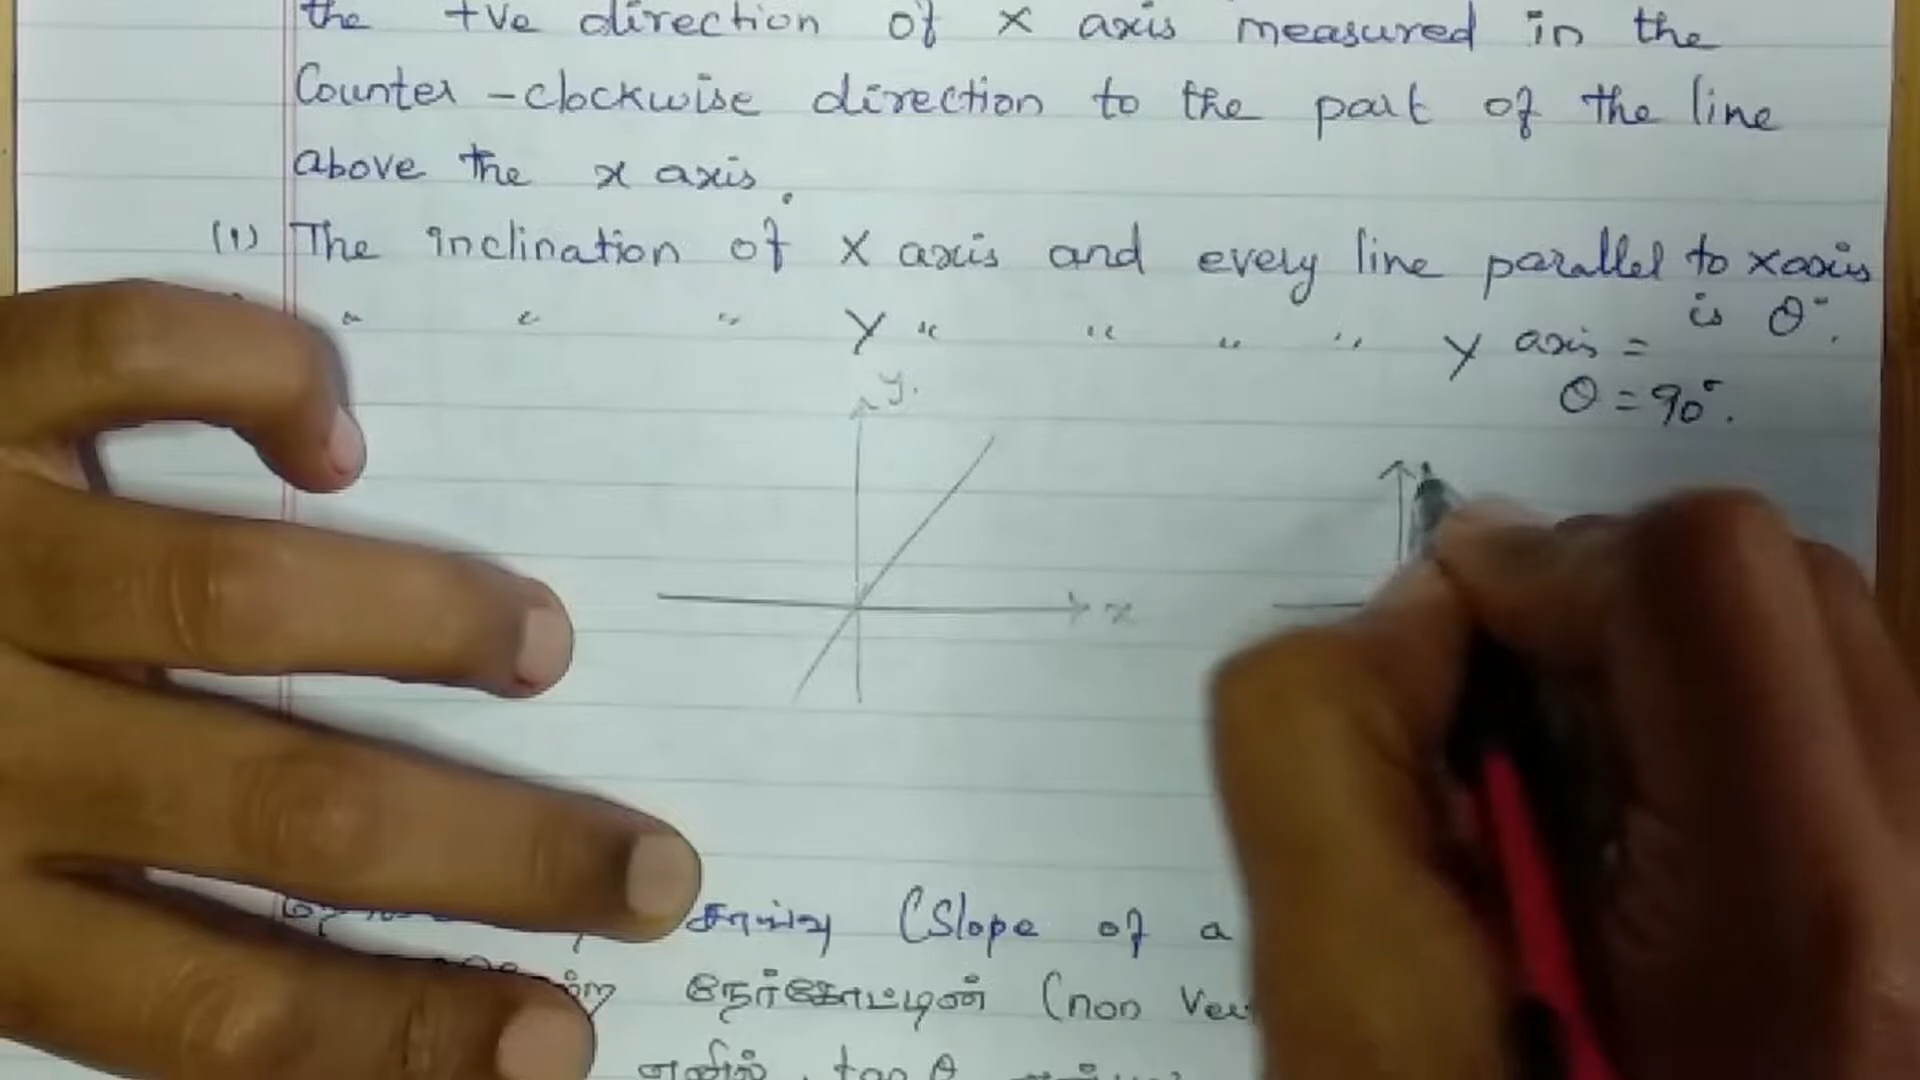 the +ve direction of x axis measured in the
Counter-clockwise direction to the part of the line
above the x axis.
(1) The inclination of X axis and every line parallel to x axis
is θ°.
" " " Y " " " " Y axis =
θ = 90°.
y.
x
சாய்வு (Slope of a
நேர்கோட்டின் (non
எனில், tan θ